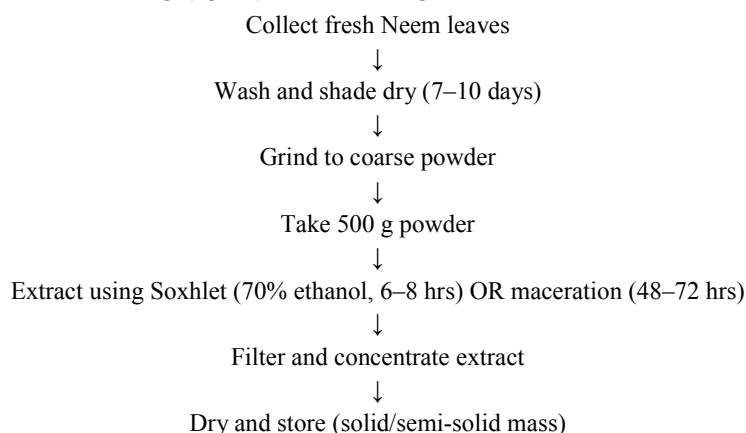 Collect fresh Neem leaves
↓
Wash and shade dry (7–10 days)
↓
Grind to coarse powder
↓
Take 500 g powder
↓
Extract using Soxhlet (70% ethanol, 6–8 hrs) OR maceration (48–72 hrs)
↓
Filter and concentrate extract
↓
Dry and store (solid/semi-solid mass)